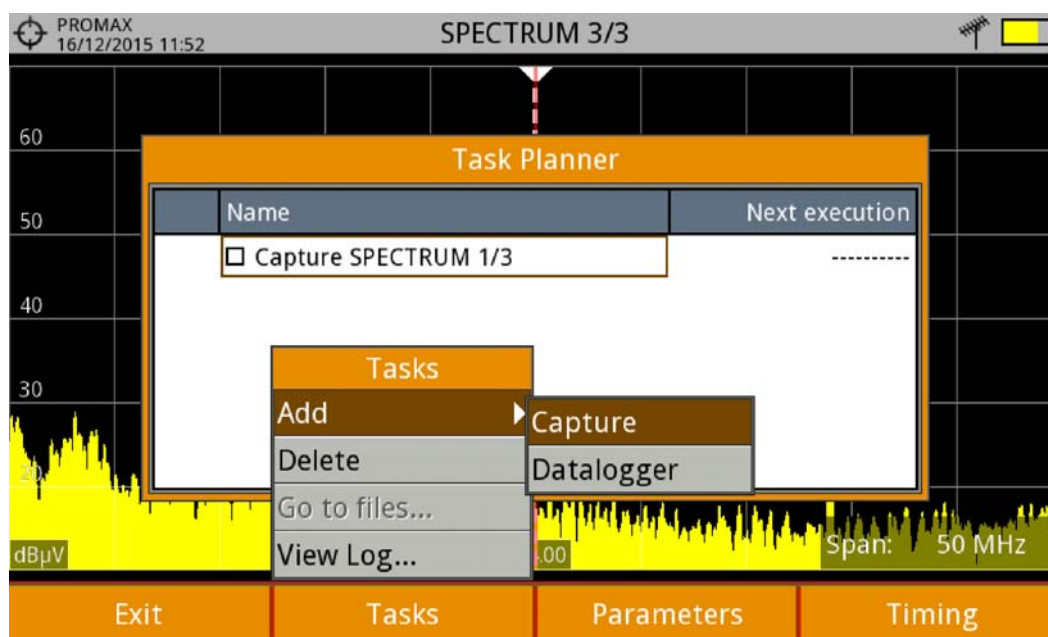 PROMAX
16/12/2015 11:52
SPECTRUM 3/3
60
Task Planner
Name Next execution
50
Capture SPECTRUM 1/3 ----------
40
Tasks
30
Add Capture
Delete Datalogger
20
Go to files...
View Log...
dBµV .00 Span: 50 MHz
Exit Tasks Parameters Timing